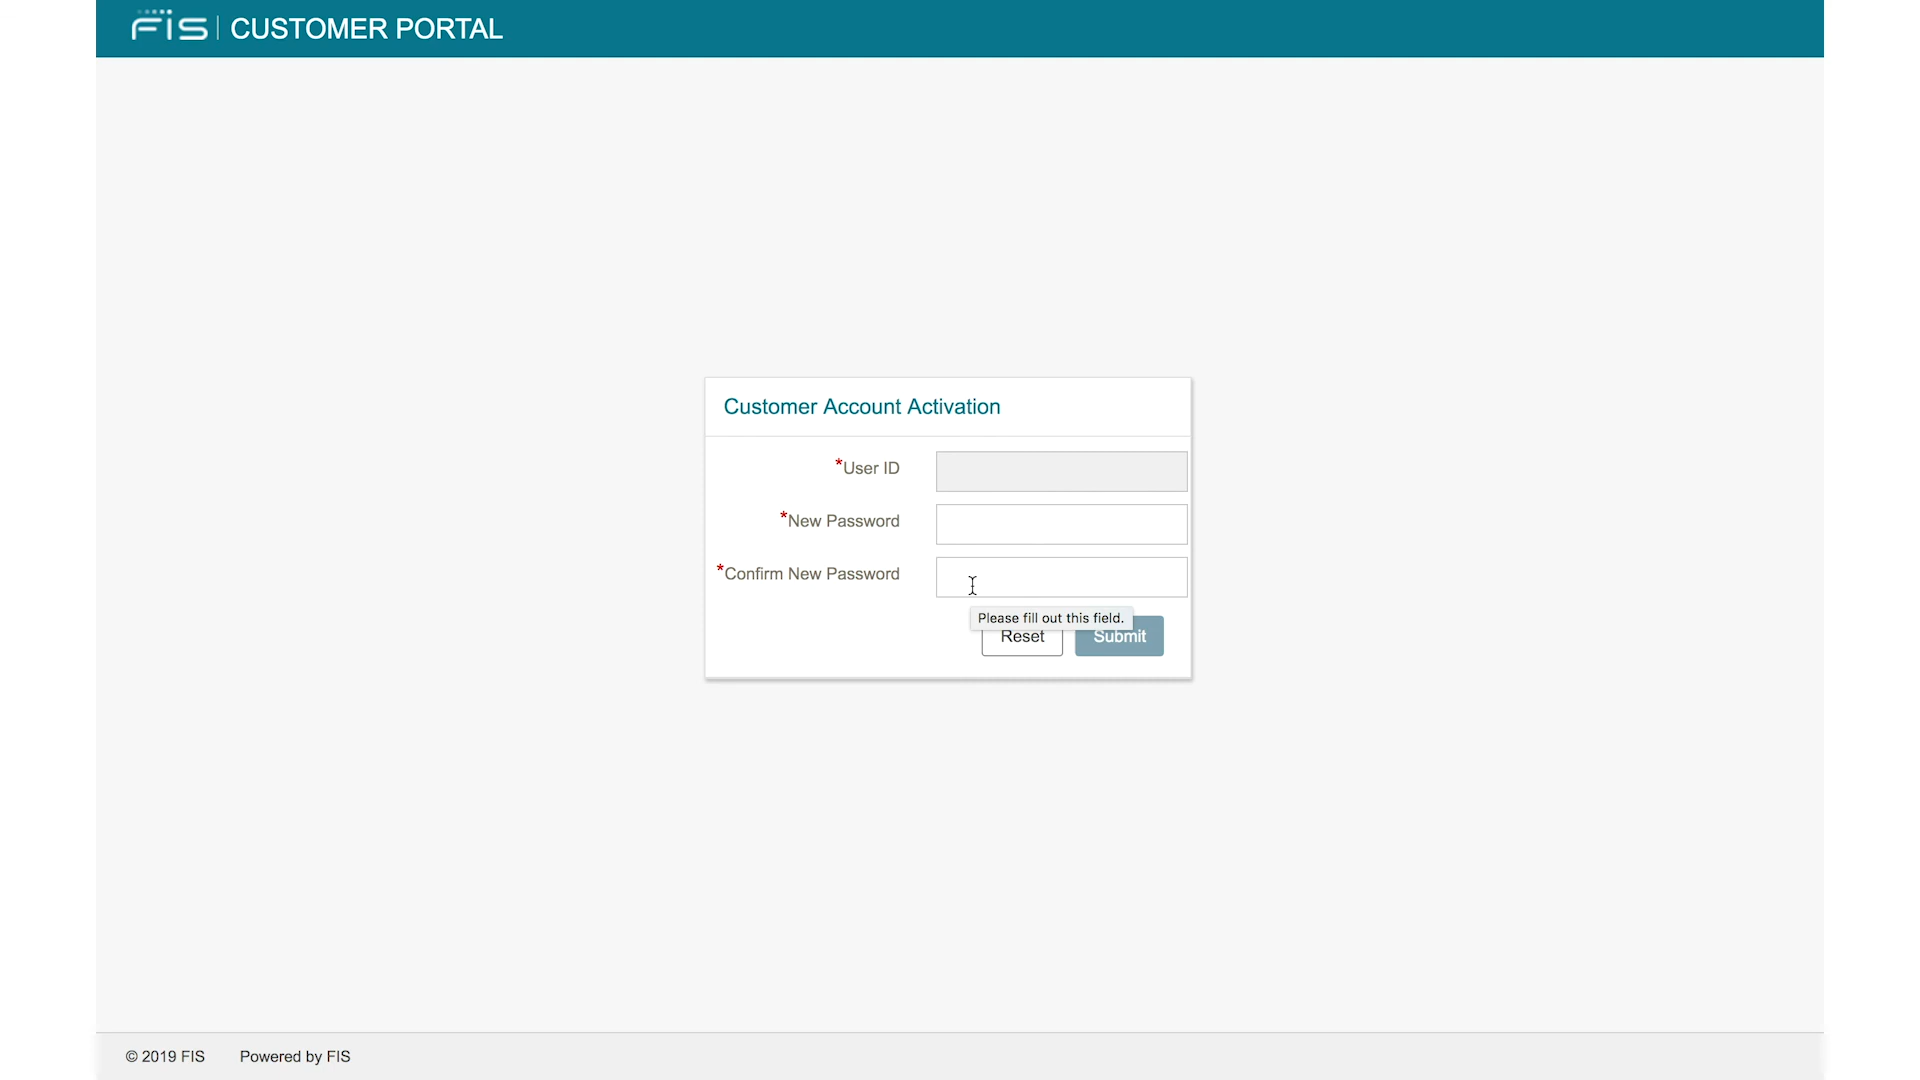 FIS CUSTOMER PORTAL
Customer Account Activation
*User ID
*New Password
*Confirm New Password
Please fill out this field.
Reset Submit
© 2019 FIS Powered by FIS